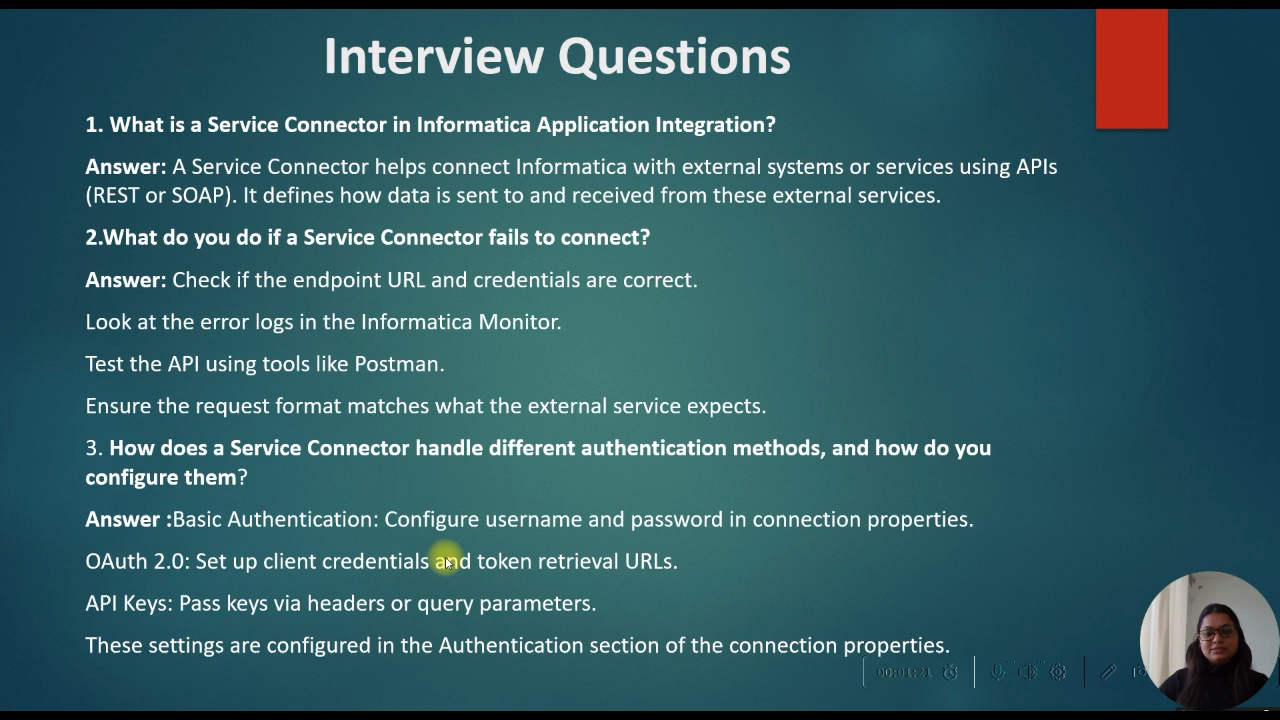 Interview Questions
1. What is a Service Connector in Informatica Application Integration?
Answer: A Service Connector helps connect Informatica with external systems or services using APIs
(REST or SOAP). It defines how data is sent to and received from these external services.
2.What do you do if a Service Connector fails to connect?
Answer: Check if the endpoint URL and credentials are correct.
Look at the error logs in the Informatica Monitor.
Test the API using tools like Postman.
Ensure the request format matches what the external service expects.
3. How does a Service Connector handle different authentication methods, and how do you
configure them?
Answer :Basic Authentication: Configure username and password in connection properties.
OAuth 2.0: Set up client credentials and token retrieval URLs.
API Keys: Pass keys via headers or query parameters.
These settings are configured in the Authentication section of the connection properties.
00:01:21